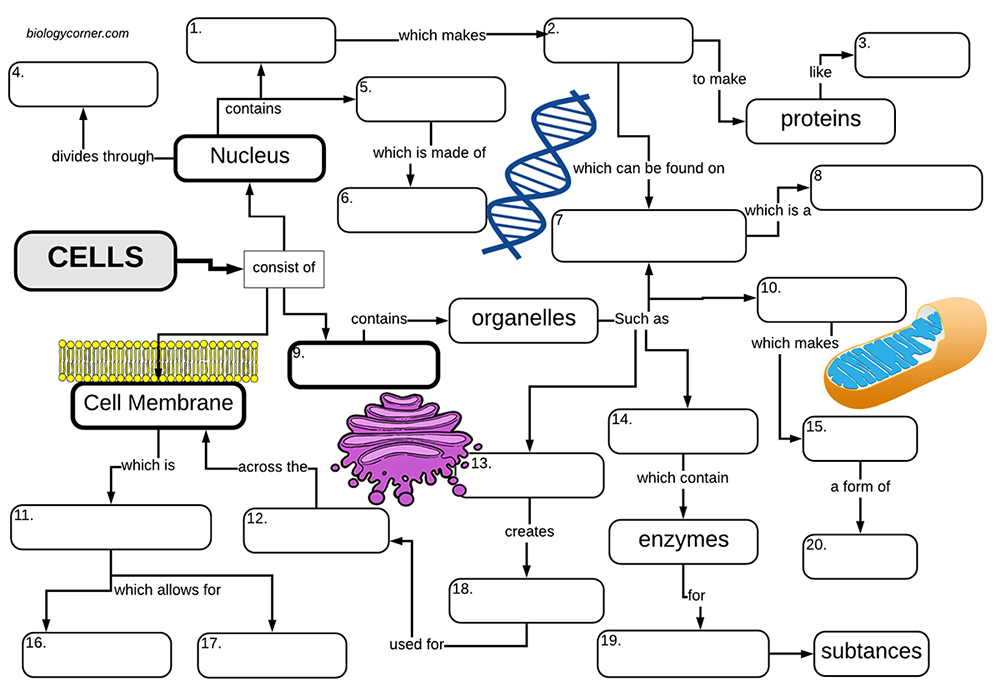 biologycorner.com
1.
which makes
2.
3.
4.
to make
like
5.
contains
proteins
divides through
Nucleus
which is made of
which can be found on
8
6.
7
which is a
CELLS
consist of
10.
contains
organelles
Such as
which makes
9.
Cell Membrane
14.
15.
which is
across the
13.
which contain
a form of
11.
12.
creates
enzymes
20.
which allows for
18.
for
16.
17.
used for
19.
subtances